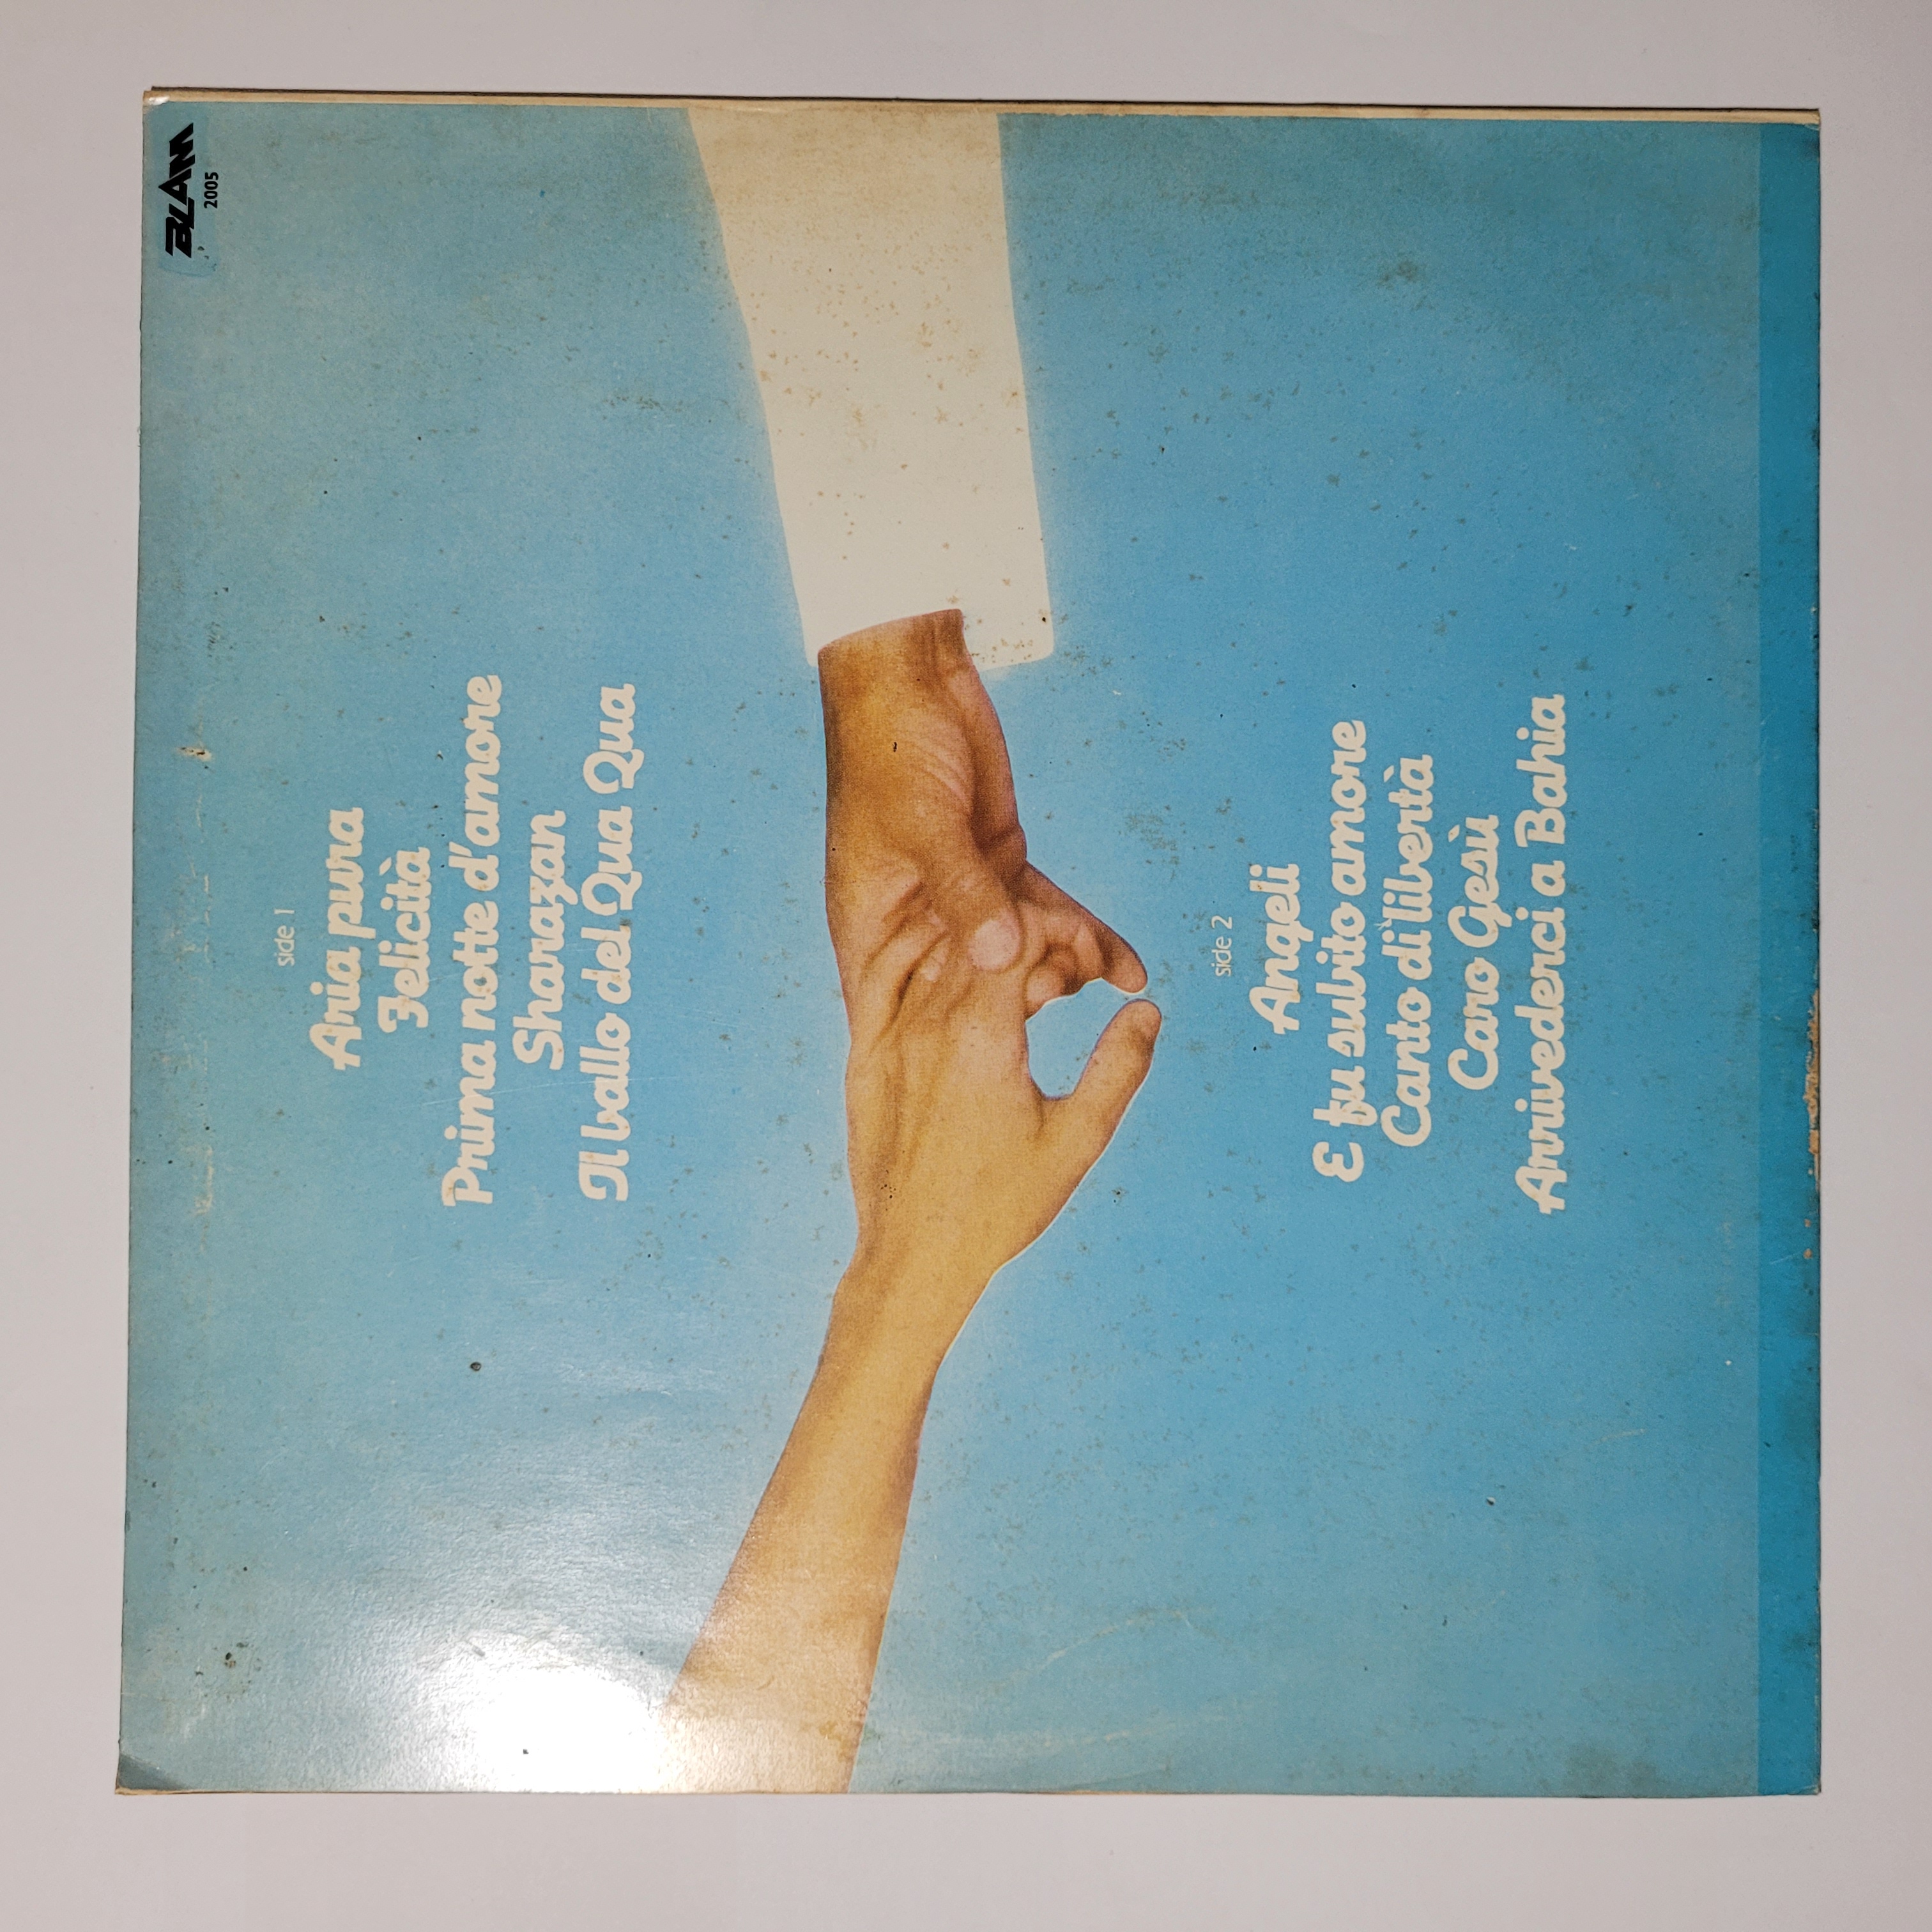 BLAM
2005
side 1
Aria pura
Felicità
Prima notte d'amore
Sharazan
Il ballo del Qua Qua
side 2
Angeli
E fu subito amore
Canto di libertà
Caro Gesù
Arrivederci a Bahia